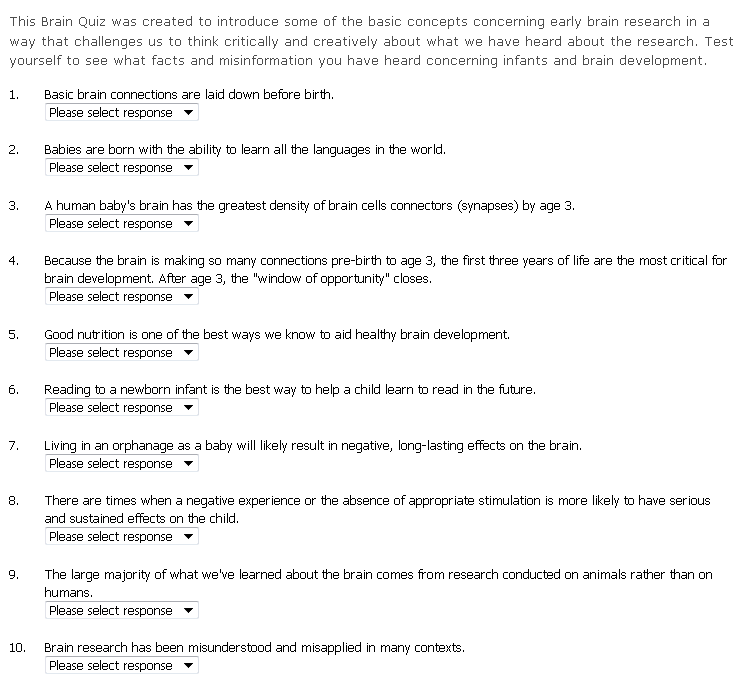 This Brain Quiz was created to introduce some of the basic concepts concerning early brain research in a
way that challenges us to think critically and creatively about what we have heard about the research. Test
yourself to see what facts and misinformation you have heard concerning infants and brain development.
1. Basic brain connections are laid down before birth.
Please select response
2. Babies are born with the ability to learn all the languages in the world.
Please select response
3. A human baby's brain has the greatest density of brain cells connectors (synapses) by age 3.
Please select response
4. Because the brain is making so many connections pre-birth to age 3, the first three years of life are the most critical for
brain development. After age 3, the "window of opportunity" closes.
Please select response
5. Good nutrition is one of the best ways we know to aid healthy brain development.
Please select response
6. Reading to a newborn infant is the best way to help a child learn to read in the future.
Please select response
7. Living in an orphanage as a baby will likely result in negative, long-lasting effects on the brain.
Please select response
8. There are times when a negative experience or the absence of appropriate stimulation is more likely to have serious
and sustained effects on the child.
Please select response
9. The large majority of what we've learned about the brain comes from research conducted on animals rather than on
humans.
Please select response
10. Brain research has been misunderstood and misapplied in many contexts.
Please select response